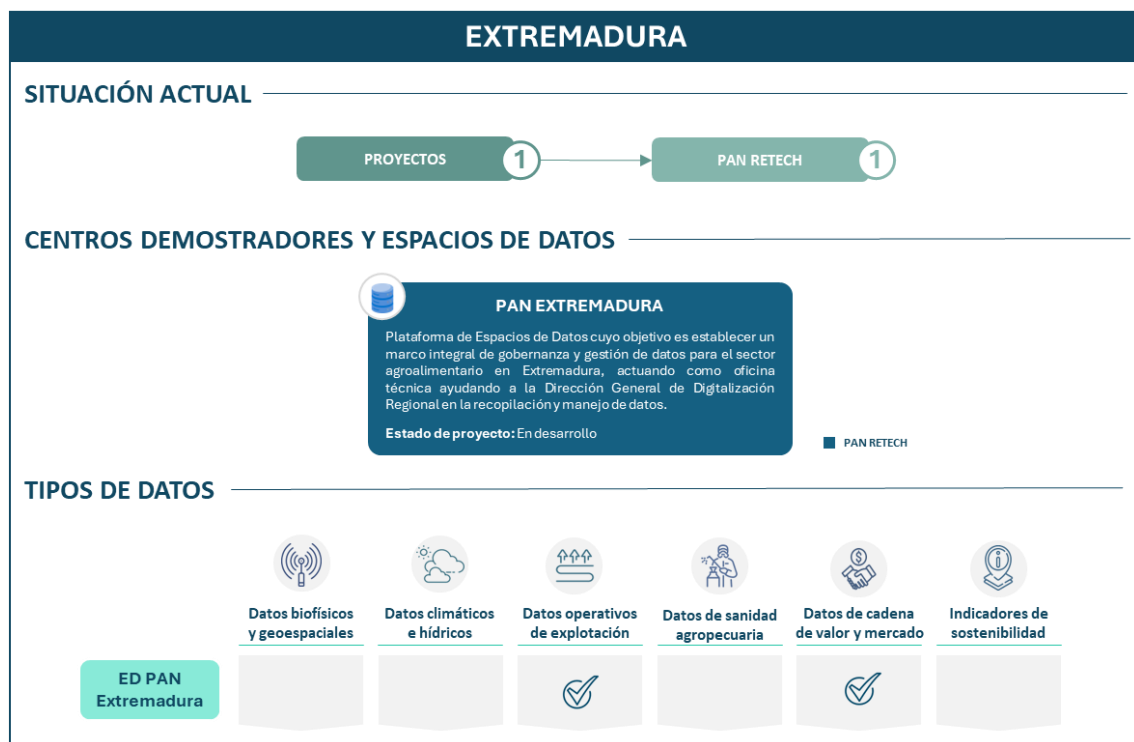 EXTREMADURA
SITUACIÓN ACTUAL
PROYECTOS
1
PAN RETECH
1
CENTROS DEMOSTRADORES Y ESPACIOS DE DATOS
PAN EXTREMADURA
Plataforma de Espacios de Datos cuyo objetivo es establecer un
marco integral de gobernanza y gestión de datos para el sector
agroalimentario en Extremadura, actuando como oficina
técnica ayudando a la Dirección General de Digitalización
Regional en la recopilación y manejo de datos.
Estado de proyecto: En desarrollo
PAN RETECH
TIPOS DE DATOS
Datos biofísicos
y geoespaciales
Datos climáticos
e hídricos
Datos operativos
de explotación
Datos de sanidad
agropecuaria
Datos de cadena
de valor y mercado
Indicadores de
sostenibilidad
ED PAN
Extremadura